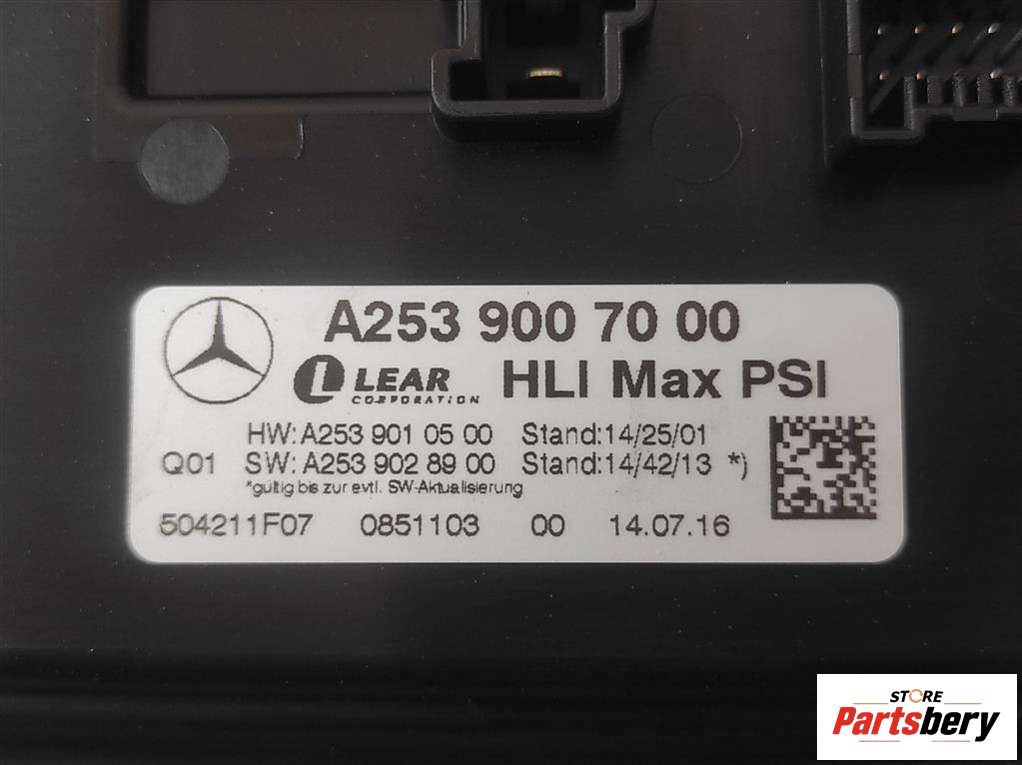 A253 900 70 00
LEAR
CORPORATION
HLI Max PSI
HW: A253 901 05 00 Stand:14/25/01
Q01 SW: A253 902 89 00 Stand:14/42/13 *)
*gültig bis zur evtl. SW-Aktualisierung
504211F07 0851103 00 14.07.16
STORE
Partsbery